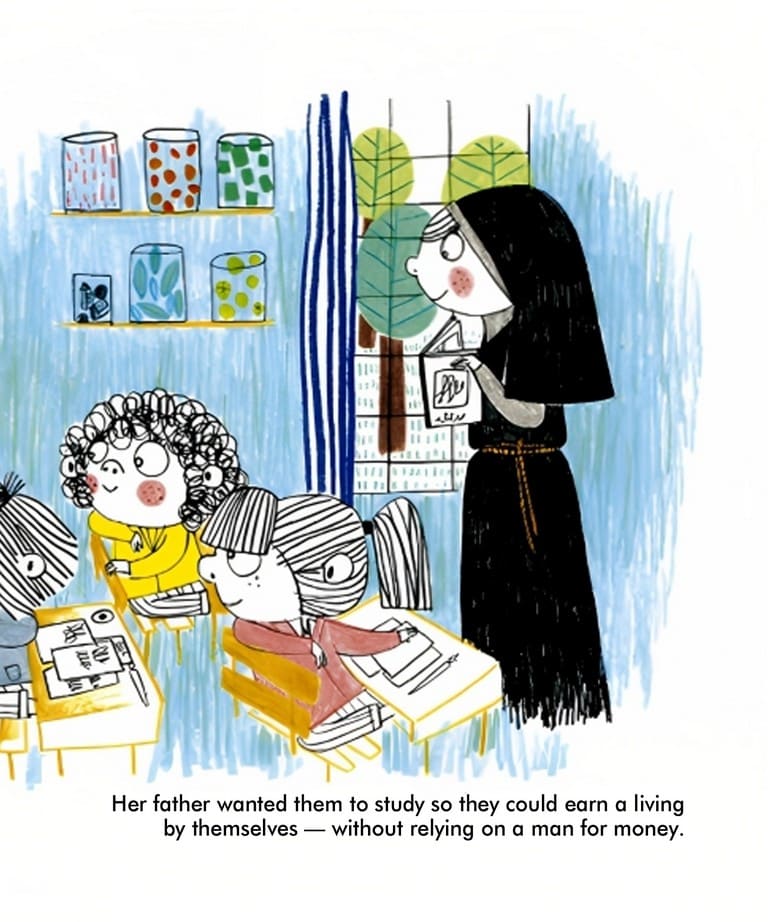 Her father wanted them to study so they could earn a living
by themselves — without relying on a man for money.